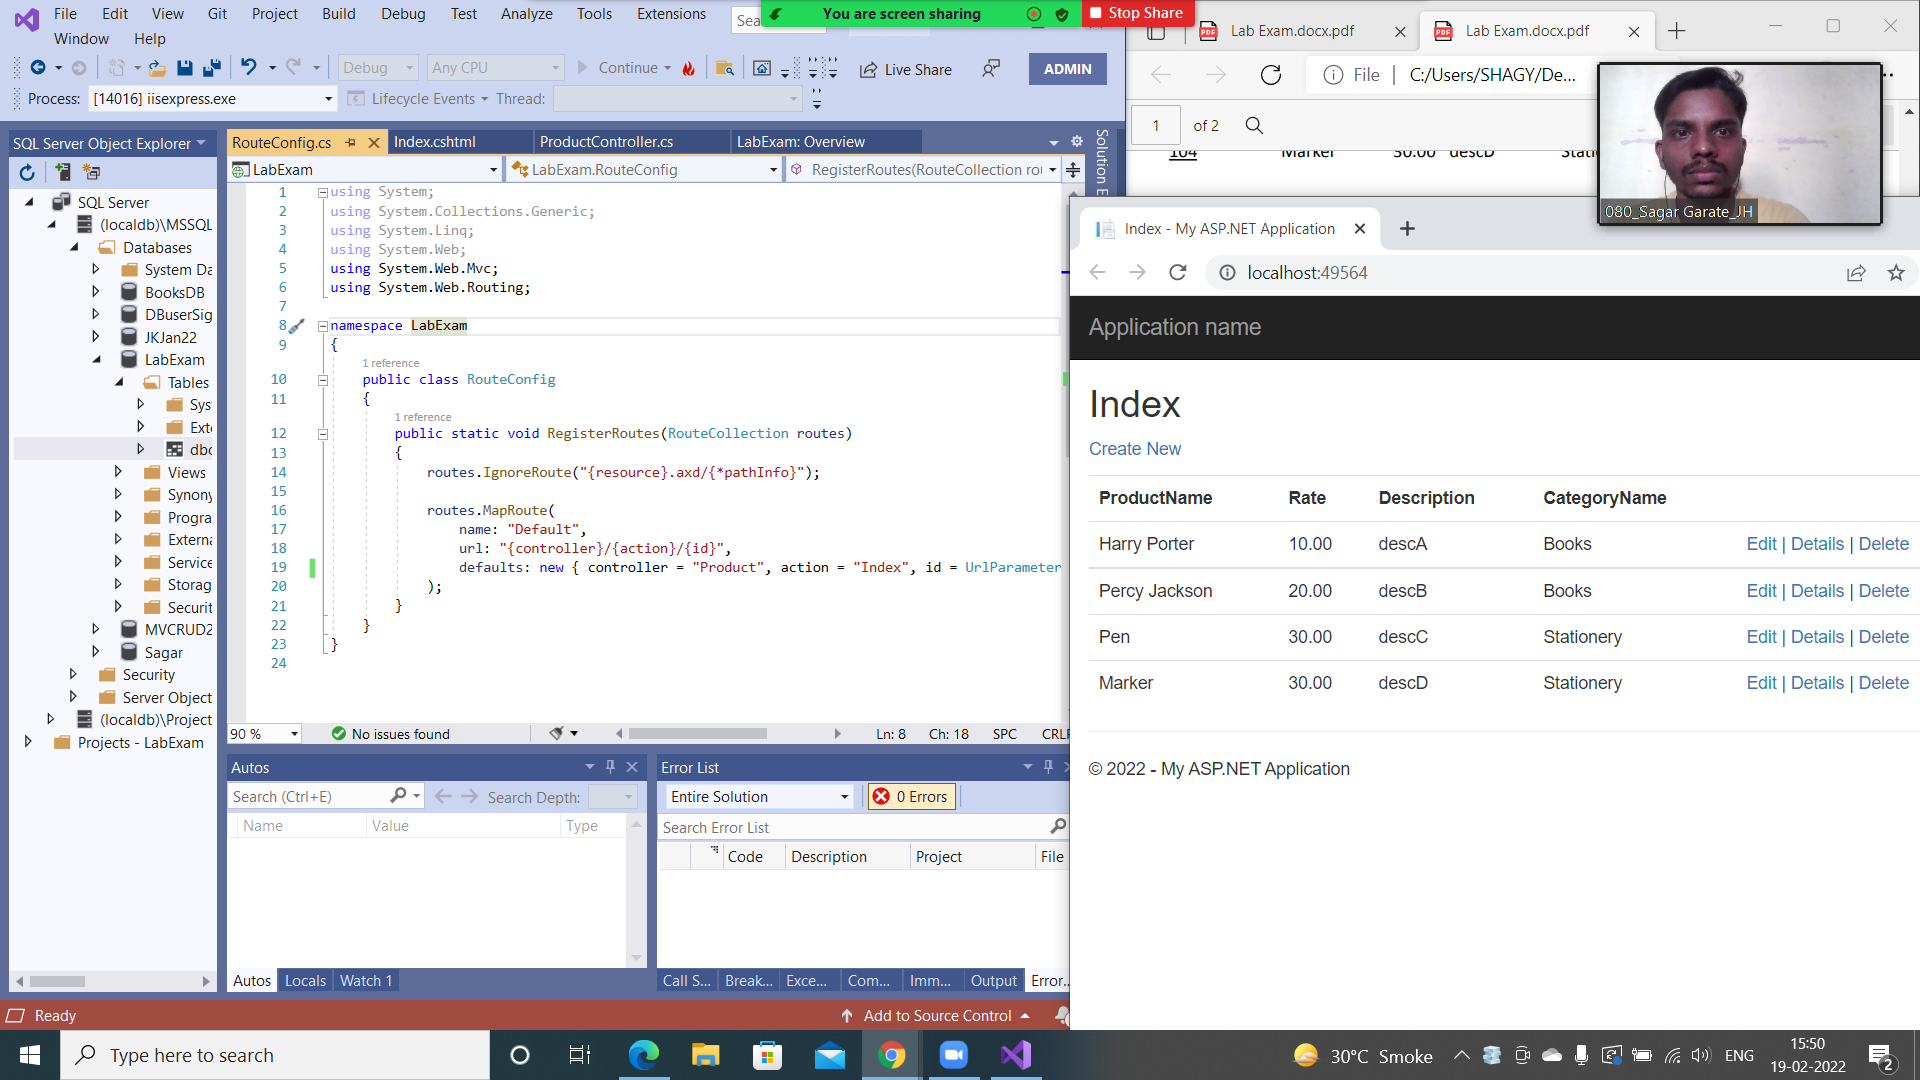 File Edit View Git Project Build Debug Test Analyze Tools Extensions
Window Help
You are screen sharing
Stop Share
Debug Any CPU Continue Live Share ADMIN
Process: [14016] iisexpress.exe Lifecycle Events Thread:
SQL Server Object Explorer
SQL Server
(localdb)\MSSQL
Databases
System Da
BooksDB
DBuserSig
JKJan22
LabExam
Tables
Sys
Exte
dbo
Views
Synony
Progra
Externa
Service
Storag
Securit
MVCRUD2
Sagar
Security
Server Object
(localdb)\Project
Projects - LabExam
RouteConfig.cs Index.cshtml ProductController.cs LabExam: Overview
LabExam LabExam.RouteConfig RegisterRoutes(RouteCollection rou
Solution E
1 using System;
2 using System.Collections.Generic;
3 using System.Linq;
4 using System.Web;
5 using System.Web.Mvc;
6 using System.Web.Routing;
7
8 namespace LabExam
9 {
1 reference
10 public class RouteConfig
11 {
1 reference
12 public static void RegisterRoutes(RouteCollection routes)
13 {
14 routes.IgnoreRoute("{resource}.axd/{*pathInfo}");
15
16 routes.MapRoute(
17 name: "Default",
18 url: "{controller}/{action}/{id}",
19 defaults: new { controller = "Product", action = "Index", id = UrlParameter
20 );
21 }
22 }
23 }
24
90 % No issues found Ln: 8 Ch: 18 SPC CRLF
Autos
Search (Ctrl+E) Search Depth:
Name Value Type
Autos Locals Watch 1
Error List
Entire Solution 0 Errors
Search Error List
Code Description Project File
Call S... Break... Exce... Com... Imm... Output Error...
Ready Add to Source Control
Lab Exam.docx.pdf Lab Exam.docx.pdf
File C:/Users/SHAGY/De...
1 of 2
104 Marker 30.00 descD Stati
080_Sagar Garate_JH
Index - My ASP.NET Application
localhost:49564
Application name
Index
Create New
ProductName Rate Description CategoryName
Harry Porter 10.00 descA Books Edit | Details | Delete
Percy Jackson 20.00 descB Books Edit | Details | Delete
Pen 30.00 descC Stationery Edit | Details | Delete
Marker 30.00 descD Stationery Edit | Details | Delete
© 2022 - My ASP.NET Application
Type here to search
30°C Smoke
ENG
15:50
19-02-2022
2